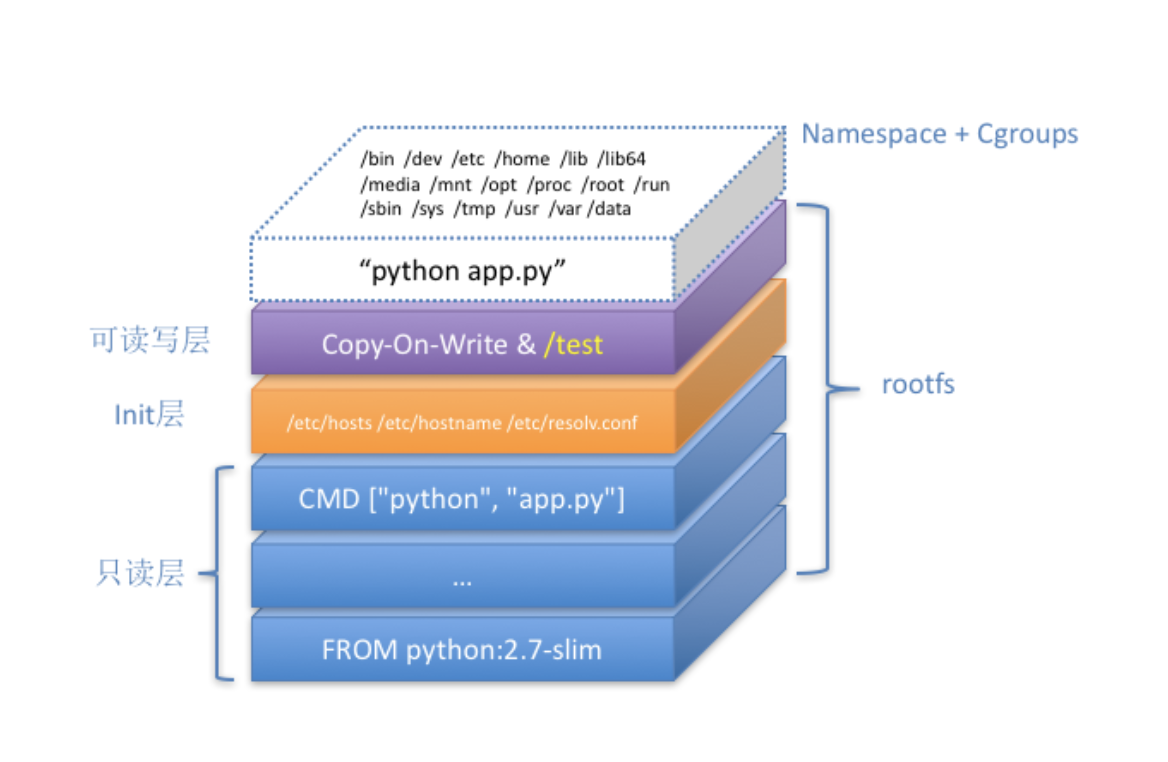 Namespace + Cgroups
/bin /dev /etc /home /lib /lib64
/media /mnt /opt /proc /root /run
/sbin /sys /tmp /usr /var /data
“python app.py”
可读写层
Copy-On-Write & /test
rootfs
Init层
/etc/hosts /etc/hostname /etc/resolv.conf
CMD ["python", "app.py"]
只读层
...
FROM python:2.7-slim